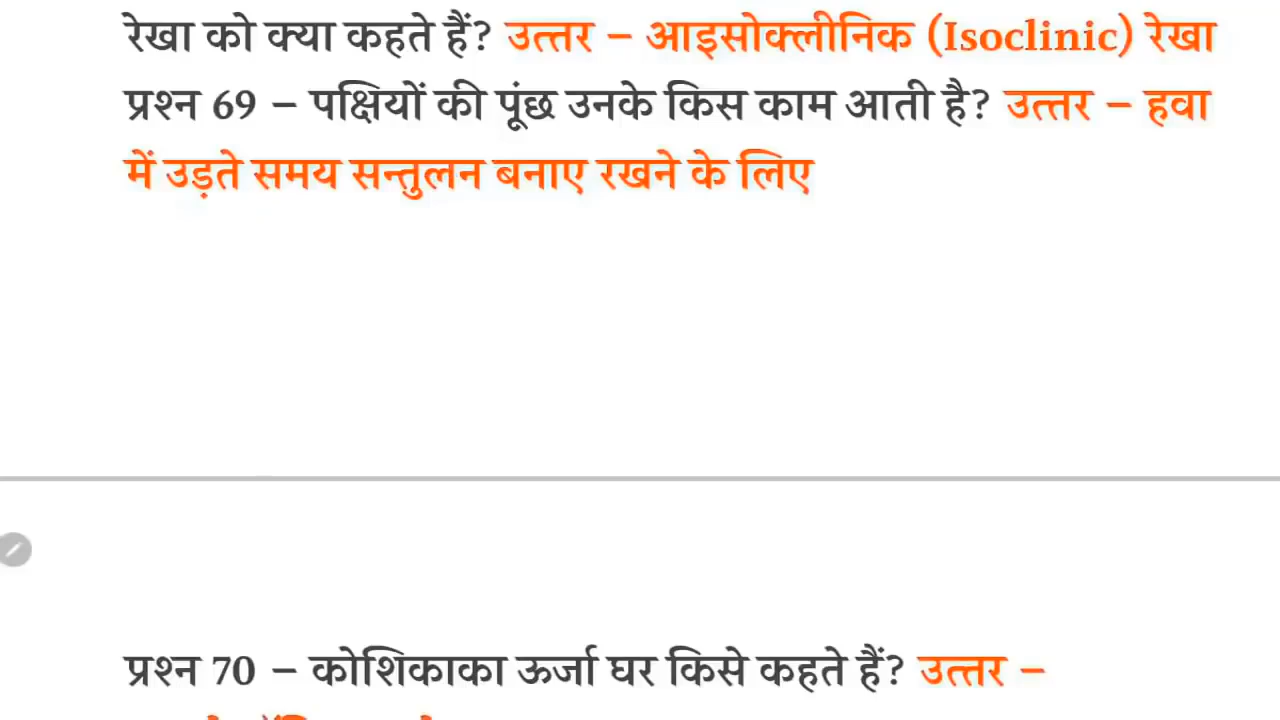 रेखा को क्या कहते हैं? उत्तर – आइसोक्लीनिक (Isoclinic) रेखा
प्रश्न 69 – पक्षियों की पूंछ उनके किस काम आती है? उत्तर – हवा
में उड़ते समय सन्तुलन बनाए रखने के लिए
प्रश्न 70 – कोशिकाका ऊर्जा घर किसे कहते हैं? उत्तर –